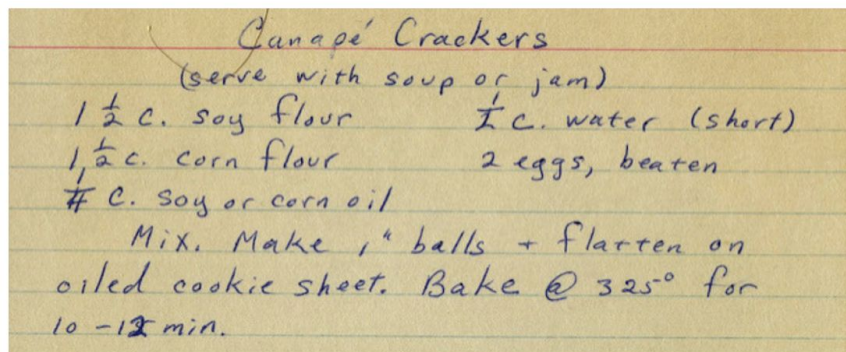 Canapé Crackers
(serve with soup or jam)
1 1/2 c. soy flour    1/2 c. water (short)
1 1/2 c. corn flour    2 eggs, beaten
1/4 c. soy or corn oil
Mix. Make 1" balls + flatten on
oiled cookie sheet. Bake @ 325° for
10-12 min.